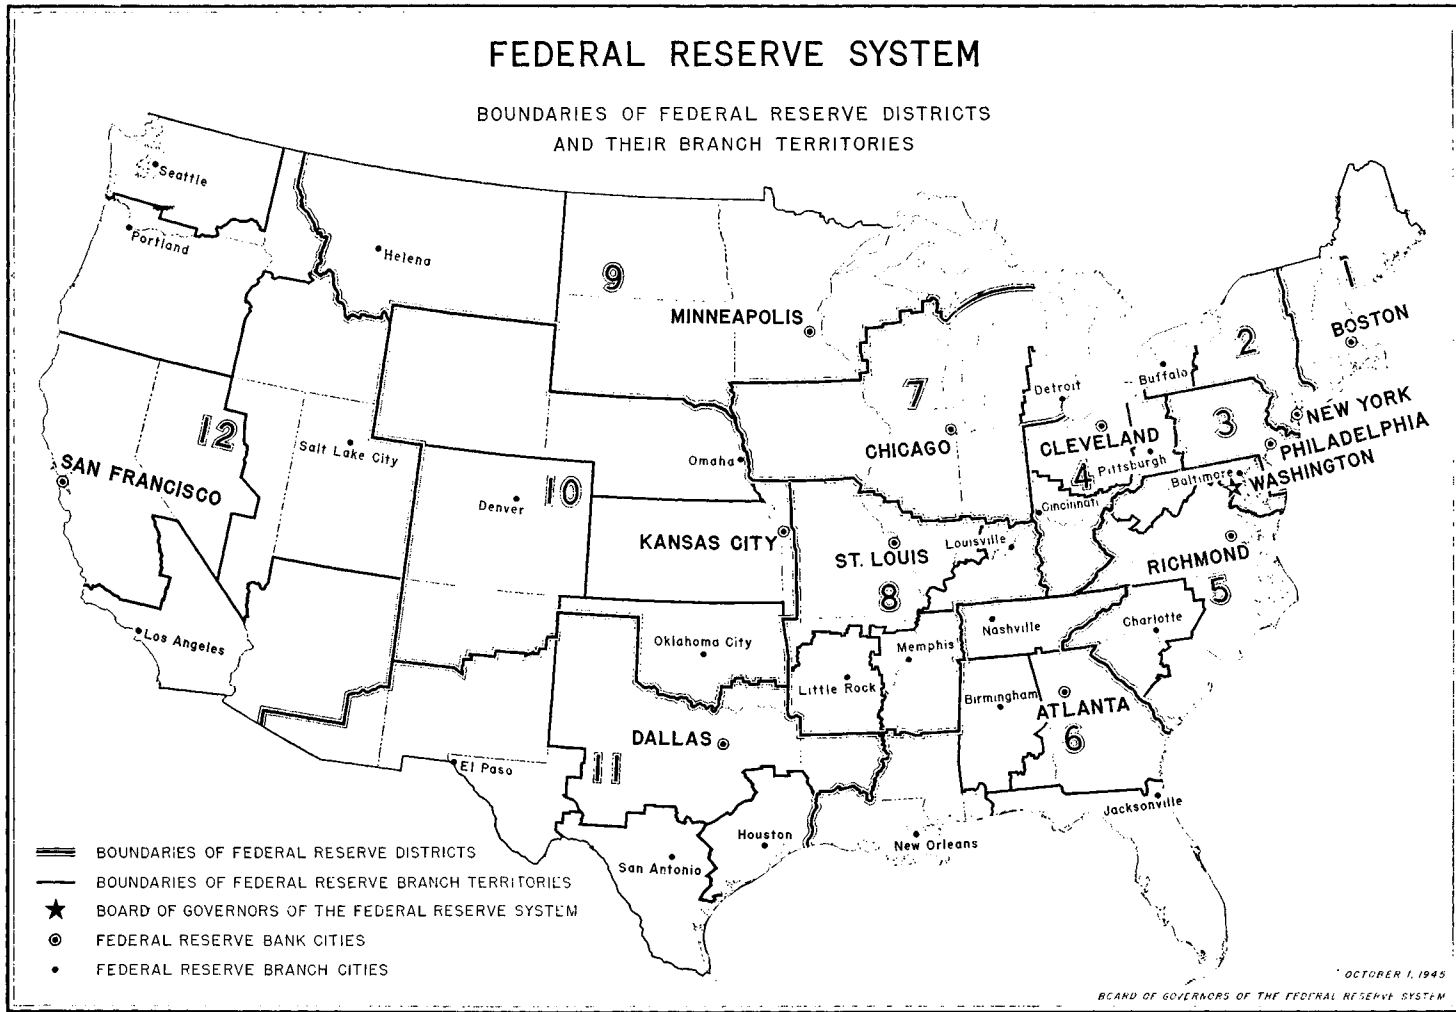 FEDERAL RESERVE SYSTEM
BOUNDARIES OF FEDERAL RESERVE DISTRICTS
AND THEIR BRANCH TERRITORIES
Seattle
Portland
Helena
9
MINNEAPOLIS
1
BOSTON
2
Buffalo
Detroit
7
CHICAGO
CLEVELAND
4
Pittsburgh
3
NEW YORK
PHILADELPHIA
WASHINGTON
Baltimore
Cincinnati
12
SAN FRANCISCO
Salt Lake City
Omaha
Denver
10
KANSAS CITY
ST. LOUIS
8
Louisville
RICHMOND
5
Los Angeles
Oklahoma City
Nashville
Charlotte
Memphis
Little Rock
Birmingham
ATLANTA
6
DALLAS
11
El Paso
Houston
San Antonio
New Orleans
Jacksonville
BOUNDARIES OF FEDERAL RESERVE DISTRICTS
BOUNDARIES OF FEDERAL RESERVE BRANCH TERRITORIES
BOARD OF GOVERNORS OF THE FEDERAL RESERVE SYSTEM
FEDERAL RESERVE BANK CITIES
FEDERAL RESERVE BRANCH CITIES
OCTOBER 1, 1945
BOARD OF GOVERNORS OF THE FEDERAL RESERVE SYSTEM